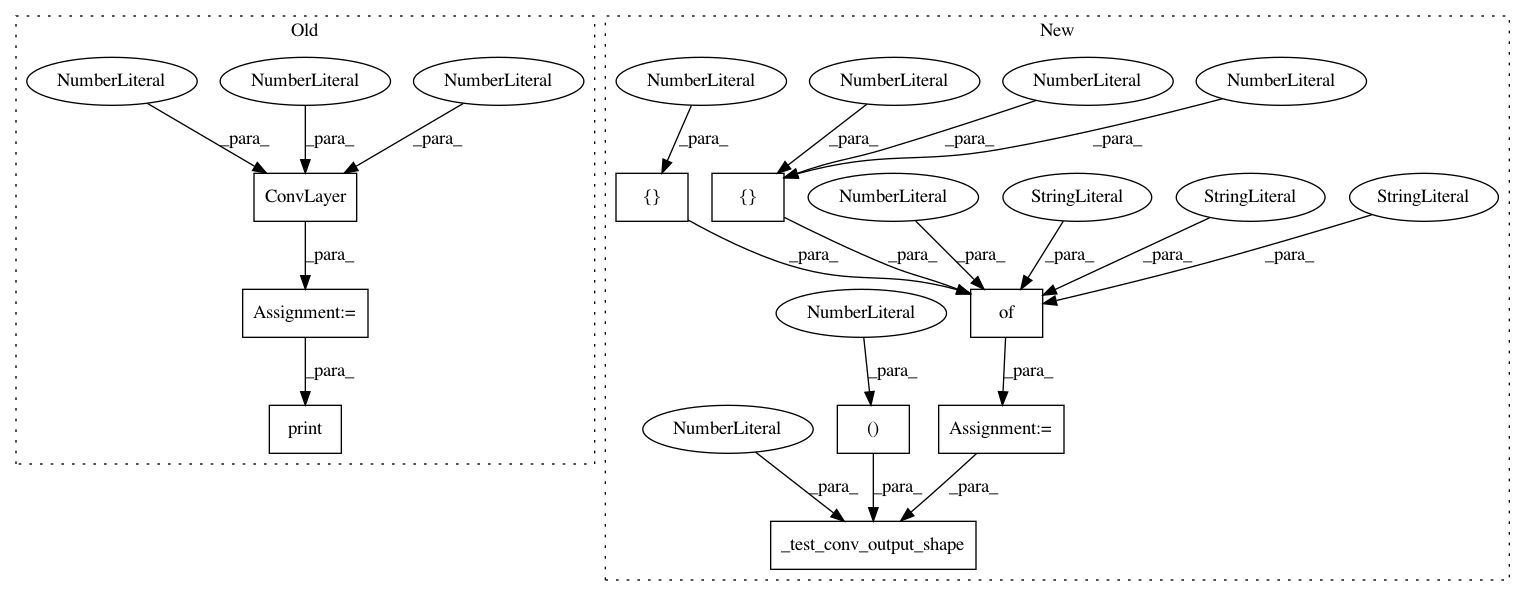 Old
New
NumberLiteral NumberLiteral NumberLiteral NumberLiteral NumberLiteral NumberLiteral NumberLiteral
_para_ _para_ _para_ _para_ _para_ _para_ _para_
ConvLayer {} {} NumberLiteral StringLiteral StringLiteral StringLiteral
_para_ _para_ _para_ _para_ _para_ _para_ _para_
Assignment:= NumberLiteral of
_para_ _para_ _para_
print NumberLiteral () Assignment:=
_para_ _para_ _para_
_test_conv_output_shape